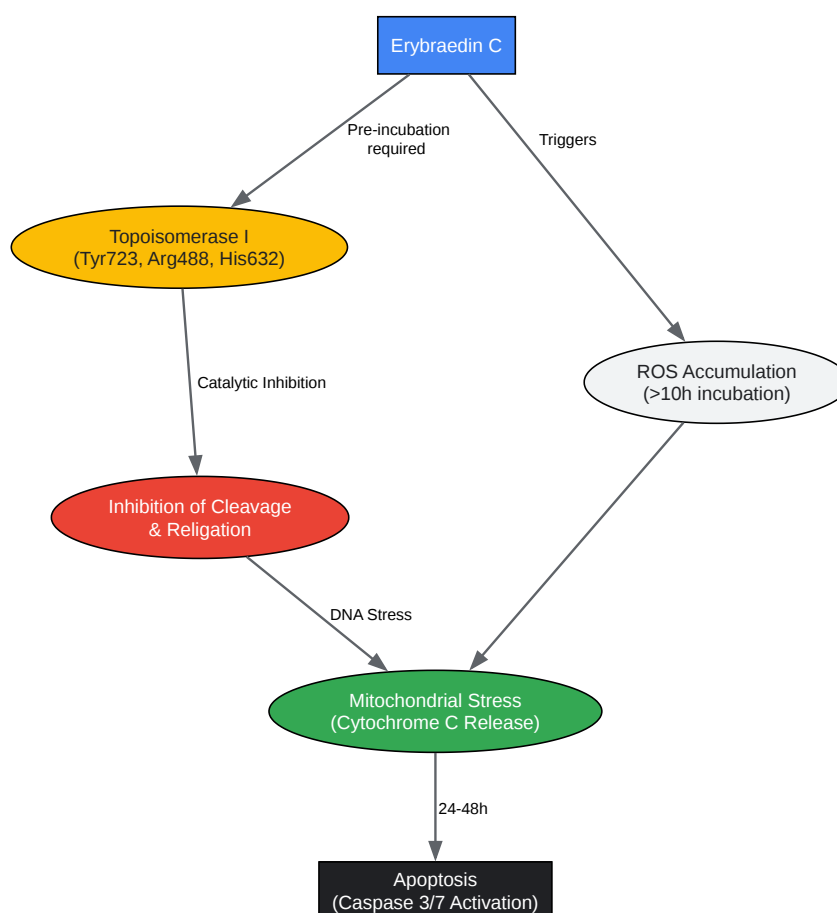 Erybraedin C
Pre-incubation
required
Triggers
Topoisomerase I
(Tyr723, Arg488, His632)
ROS Accumulation
(>10h incubation)
Catalytic Inhibition
Inhibition of Cleavage
& Religation
DNA Stress
Mitochondrial Stress
(Cytochrome C Release)
24-48h
Apoptosis
(Caspase 3/7 Activation)